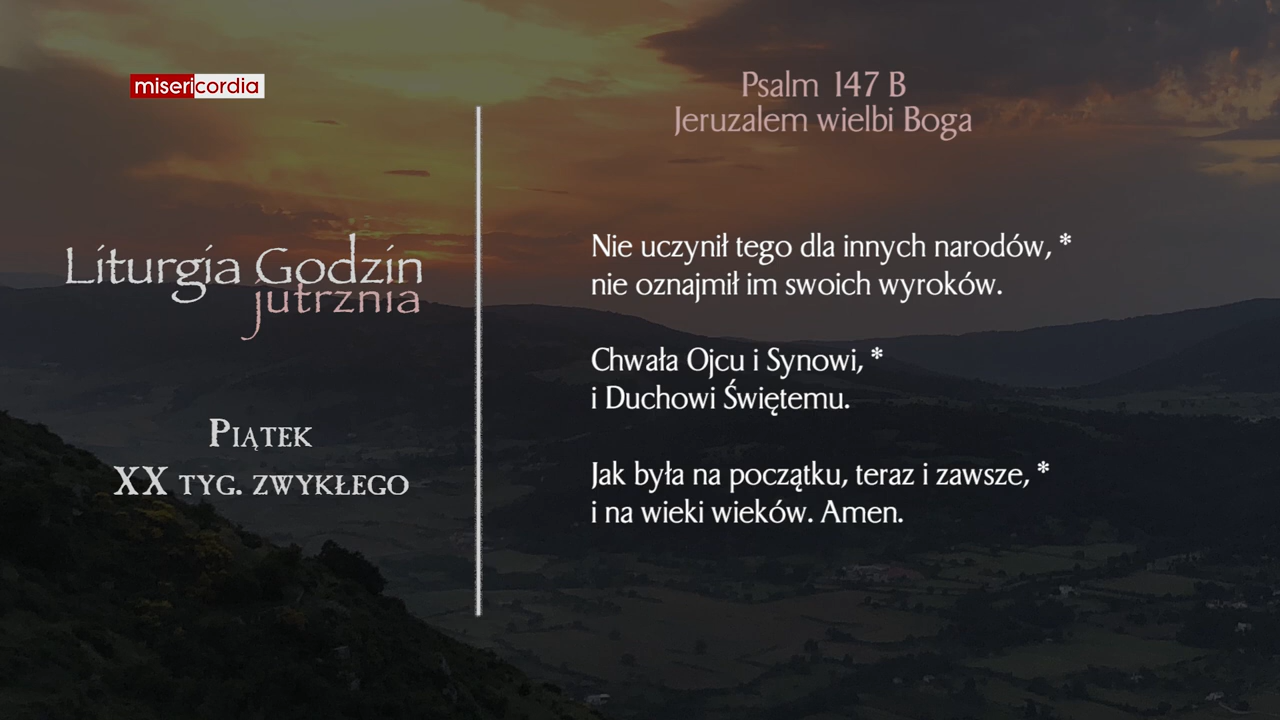 misericordia
Liturgia Godzin
jutrznia
Piątek
XX tyg. zwykłego
Psalm 147 B
Jeruzalem wielbi Boga
Nie uczynił tego dla innych narodów, *
nie oznajmił im swoich wyroków.
Chwała Ojcu i Synowi, *
i Duchowi Świętemu.
Jak była na początku, teraz i zawsze, *
i na wieki wieków. Amen.